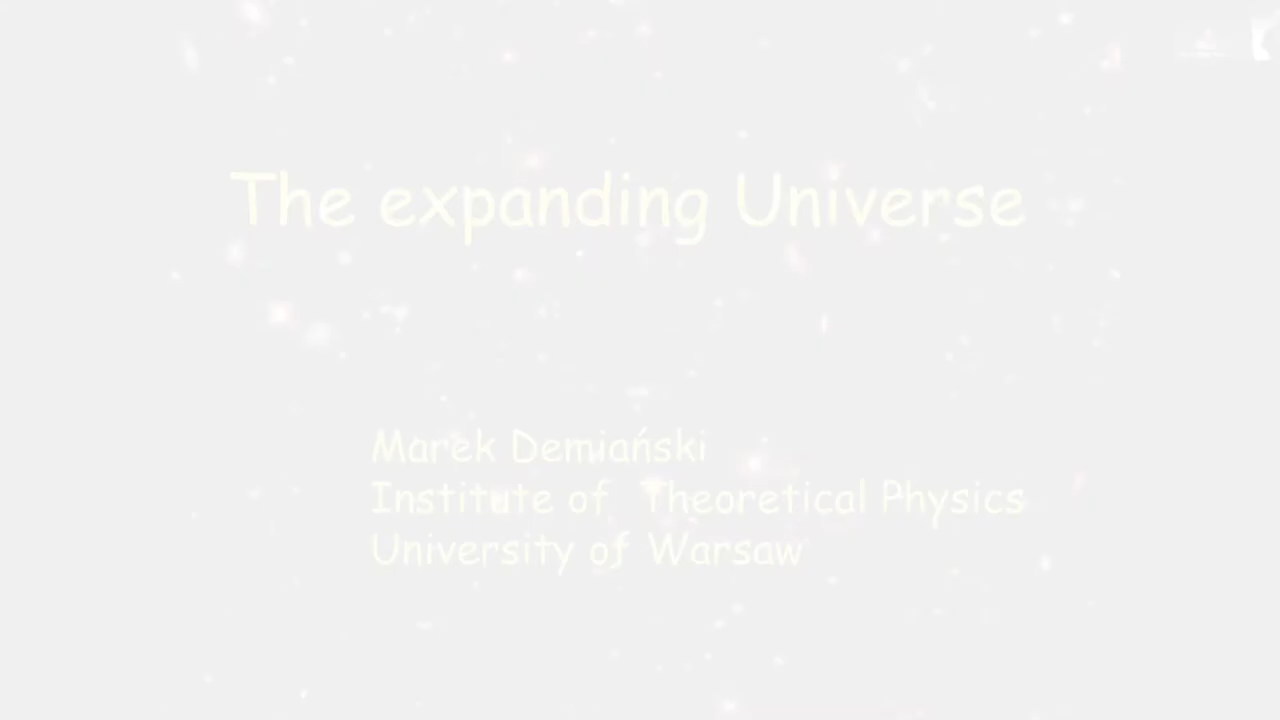 The expanding Universe
Marek Demiański
Institute of Theoretical Physics
University of Warsaw